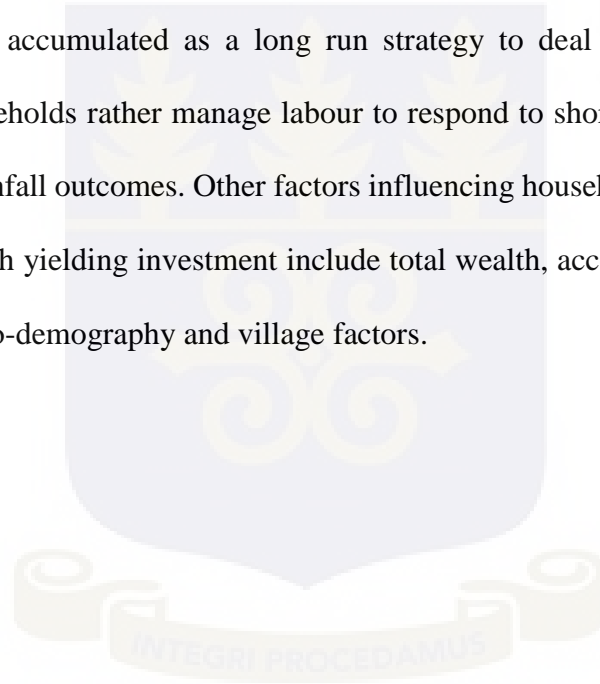 accumulated as a long run strategy to deal
eholds rather manage labour to respond to sho
nfall outcomes. Other factors influencing househ
h yielding investment include total wealth, acc
o-demography and village factors.
INTEGRI PROCEDAMUS